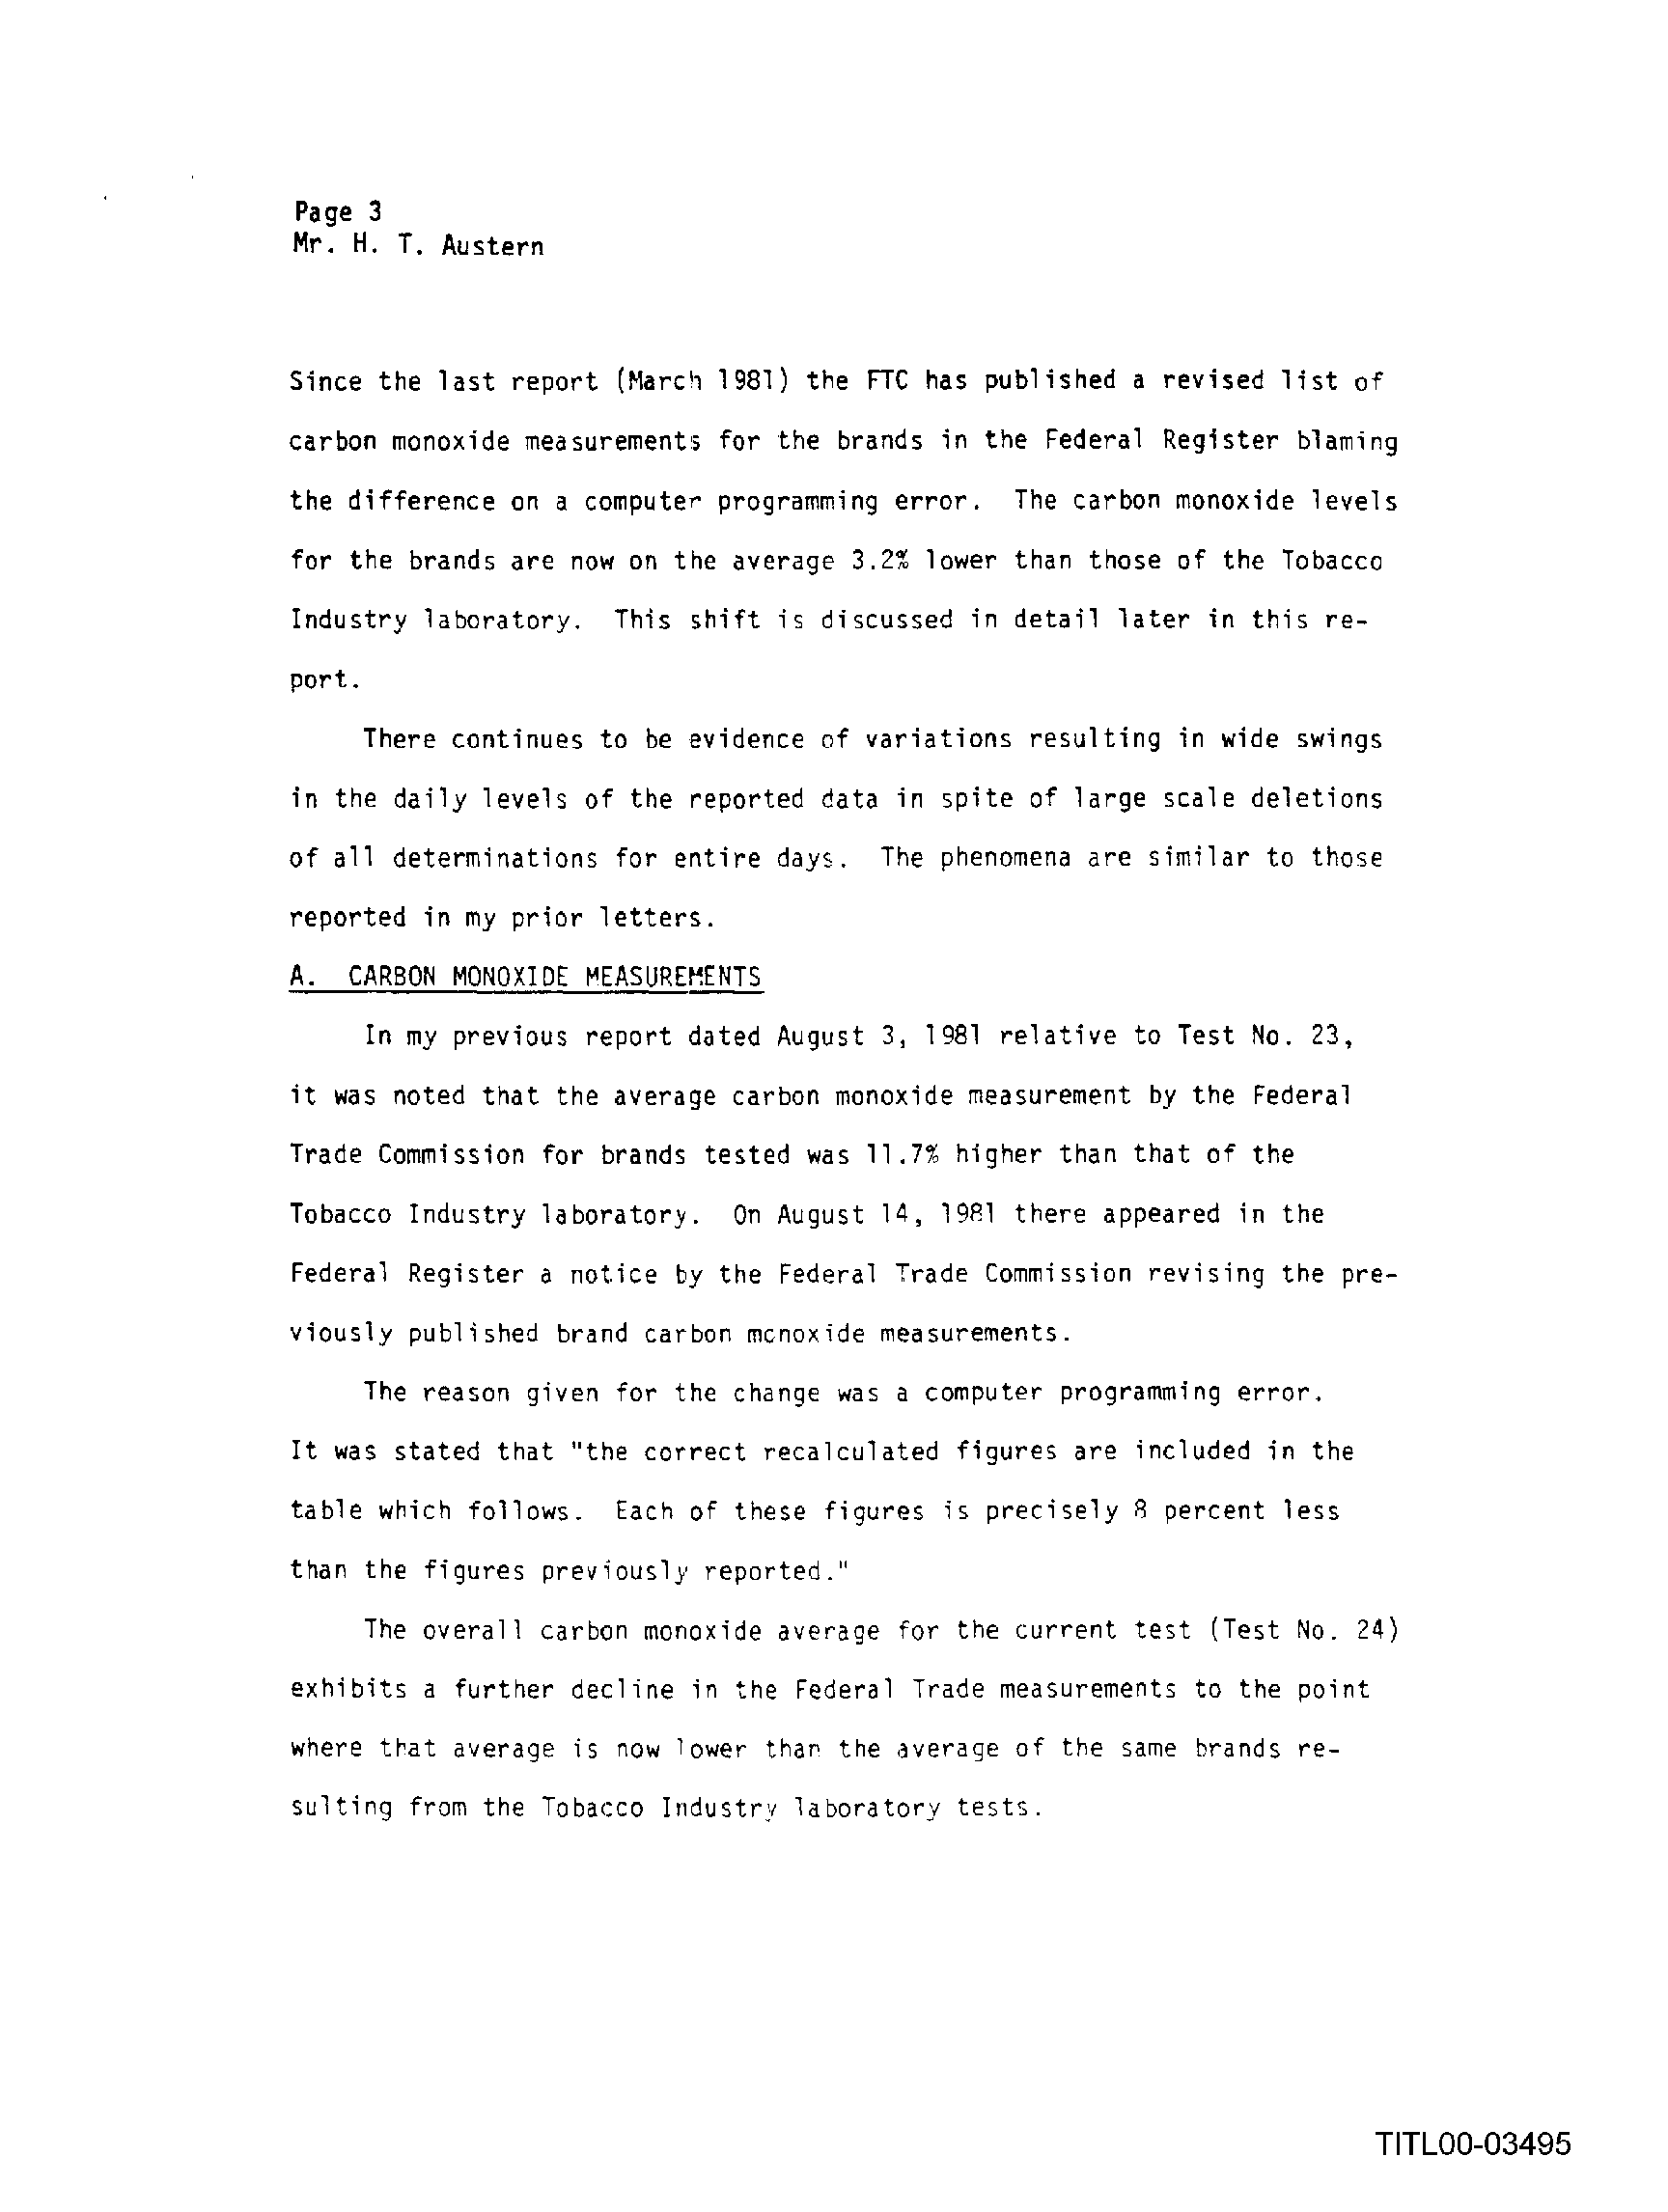 Page 3
Mr. H. T. Austern
Since the last report (March 1981) the FTC has published a revised list of
carbon monoxide measurements for the brands in the Federal Register blaming
the difference on a computer programming error. The carbon monoxide levels
for the brands are now on the average 3.2% lower than those of the Tobacco
Industry laboratory. This shift is discussed in detail later in this re-
port.
There continues to be evidence of variations resulting in wide swings
in the daily levels of the reported data in spite of large scale deletions
of all determinations for entire days. The phenomena are similar to those
reported in my prior letters.
A. CARBON MONOXIDE MEASUREMENTS
In my previous report dated August 3, 1981 relative to Test No. 23,
it was noted that the average carbon monoxide measurement by the Federal
Trade Commission for brands tested was 11.7% higher than that of the
Tobacco Industry laboratory. On August 14, 1981 there appeared in the
Federal Register a notice by the Federal Trade Commission revising the pre-
viously published brand carbon monoxide measurements.
The reason given for the change was a computer programming error.
It was stated that "the correct recalculated figures are included in the
table which follows. Each of these figures is precisely 8 percent less
than the figures previously reported."
The overall carbon monoxide average for the current test (Test No. 24)
exhibits a further decline in the Federal Trade measurements to the point
where that average is now lower than the average of the same brands re-
sulting from the Tobacco Industry laboratory tests.
TITL00-03495